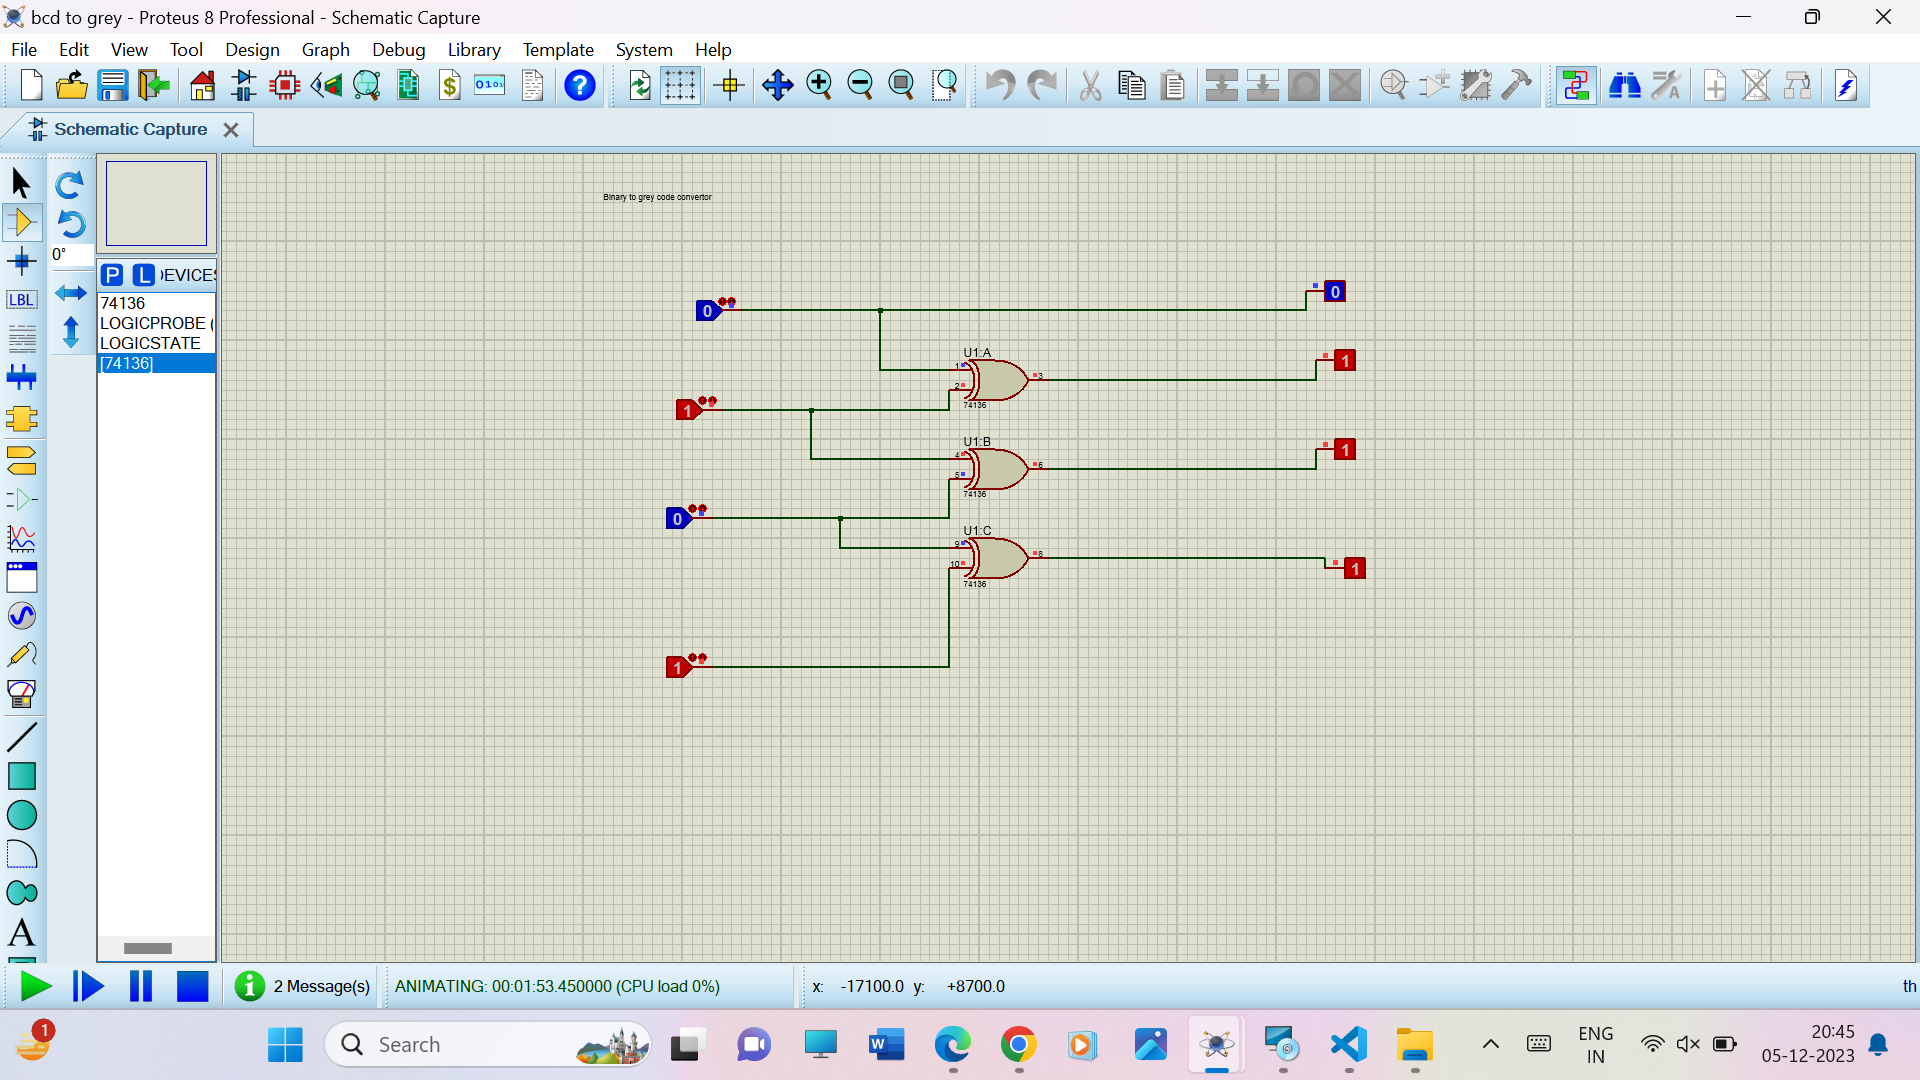 bcd to grey - Proteus 8 Professional - Schematic Capture
File Edit View Tool Design Graph Debug Library Template System Help
Schematic Capture
0°
P L DEVICES
LBL
74136
LOGICPROBE (
LOGICSTATE
[74136]
Binary to grey code convertor
0
0
U1:A
1
2
3
74136
1
1
U1:B
4
5
6
74136
1
0
U1:C
9
10
8
74136
1
1
A
2 Message(s)
ANIMATING: 00:01:53.450000 (CPU load 0%)
x: -17100.0 y: +8700.0
th
1
Search
ENG
IN
20:45
05-12-2023